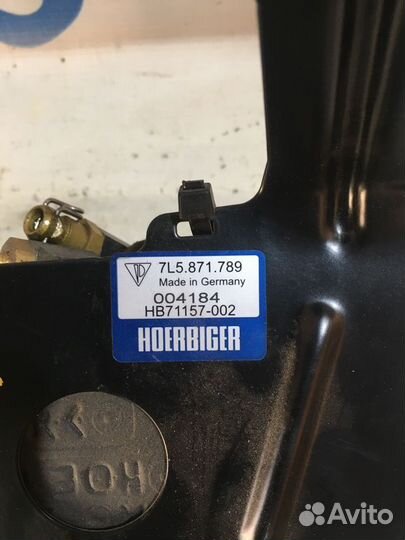 7L5.871.789
Made in Germany
004184
HB71157-002
HOERBIGER
Avito